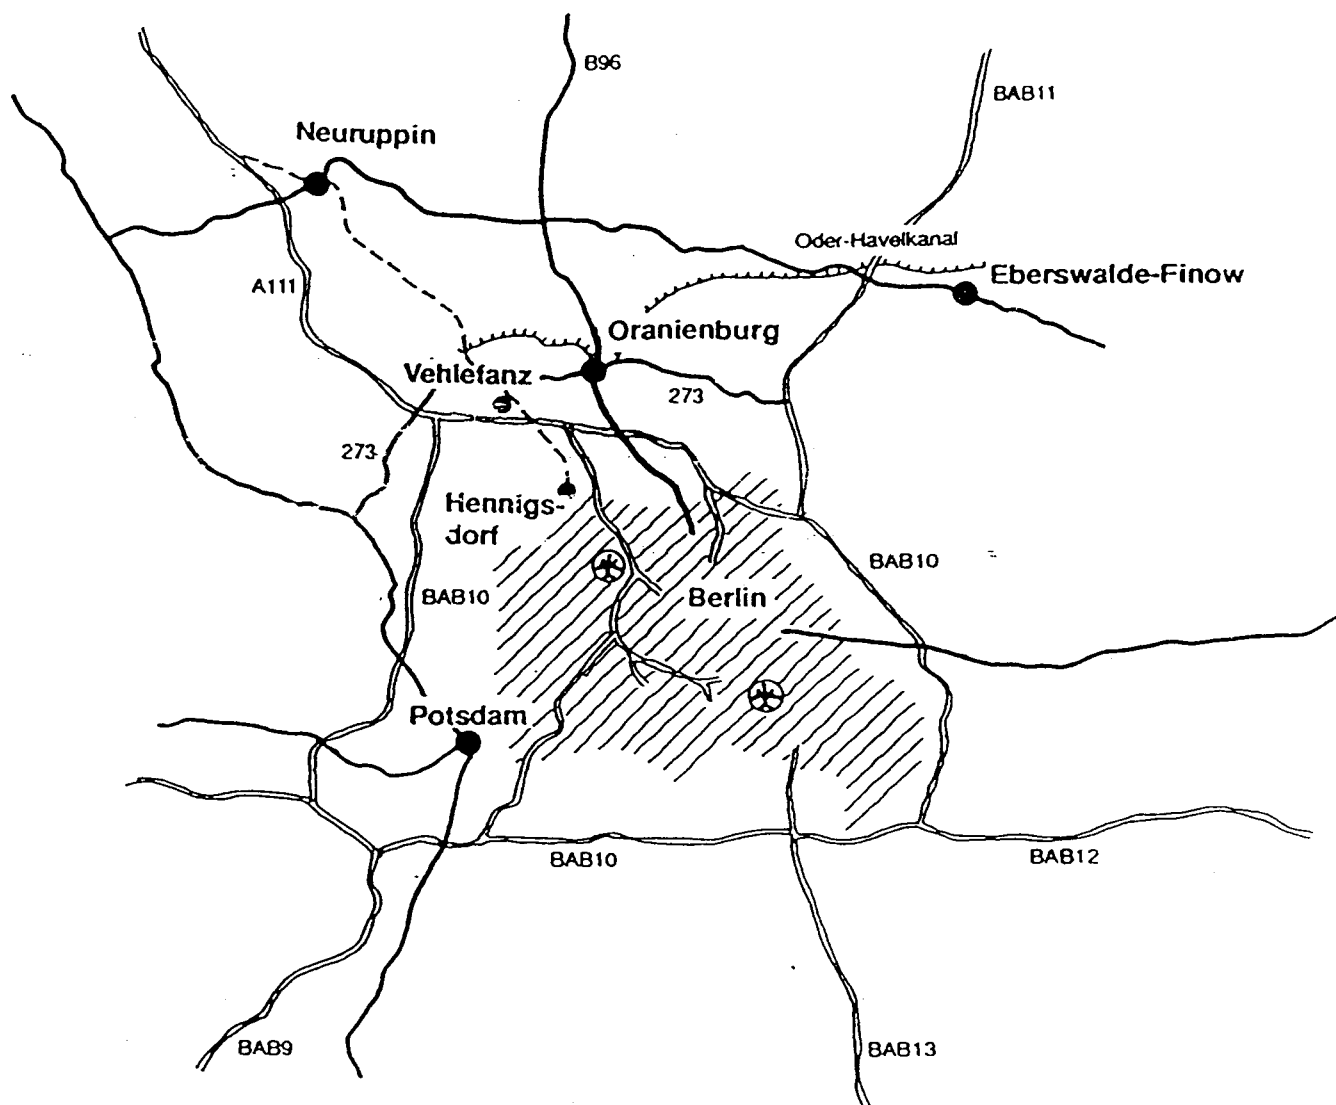 B96
BAB11
Neuruppin
Oder-Havelkanal
Eberswalde-Finow
A111
Oranienburg
Vehlefanz
273
273
Hennigs-
dorf
BAB10
BAB10
Berlin
Potsdam
BAB10
BAB12
BAB9
BAB13